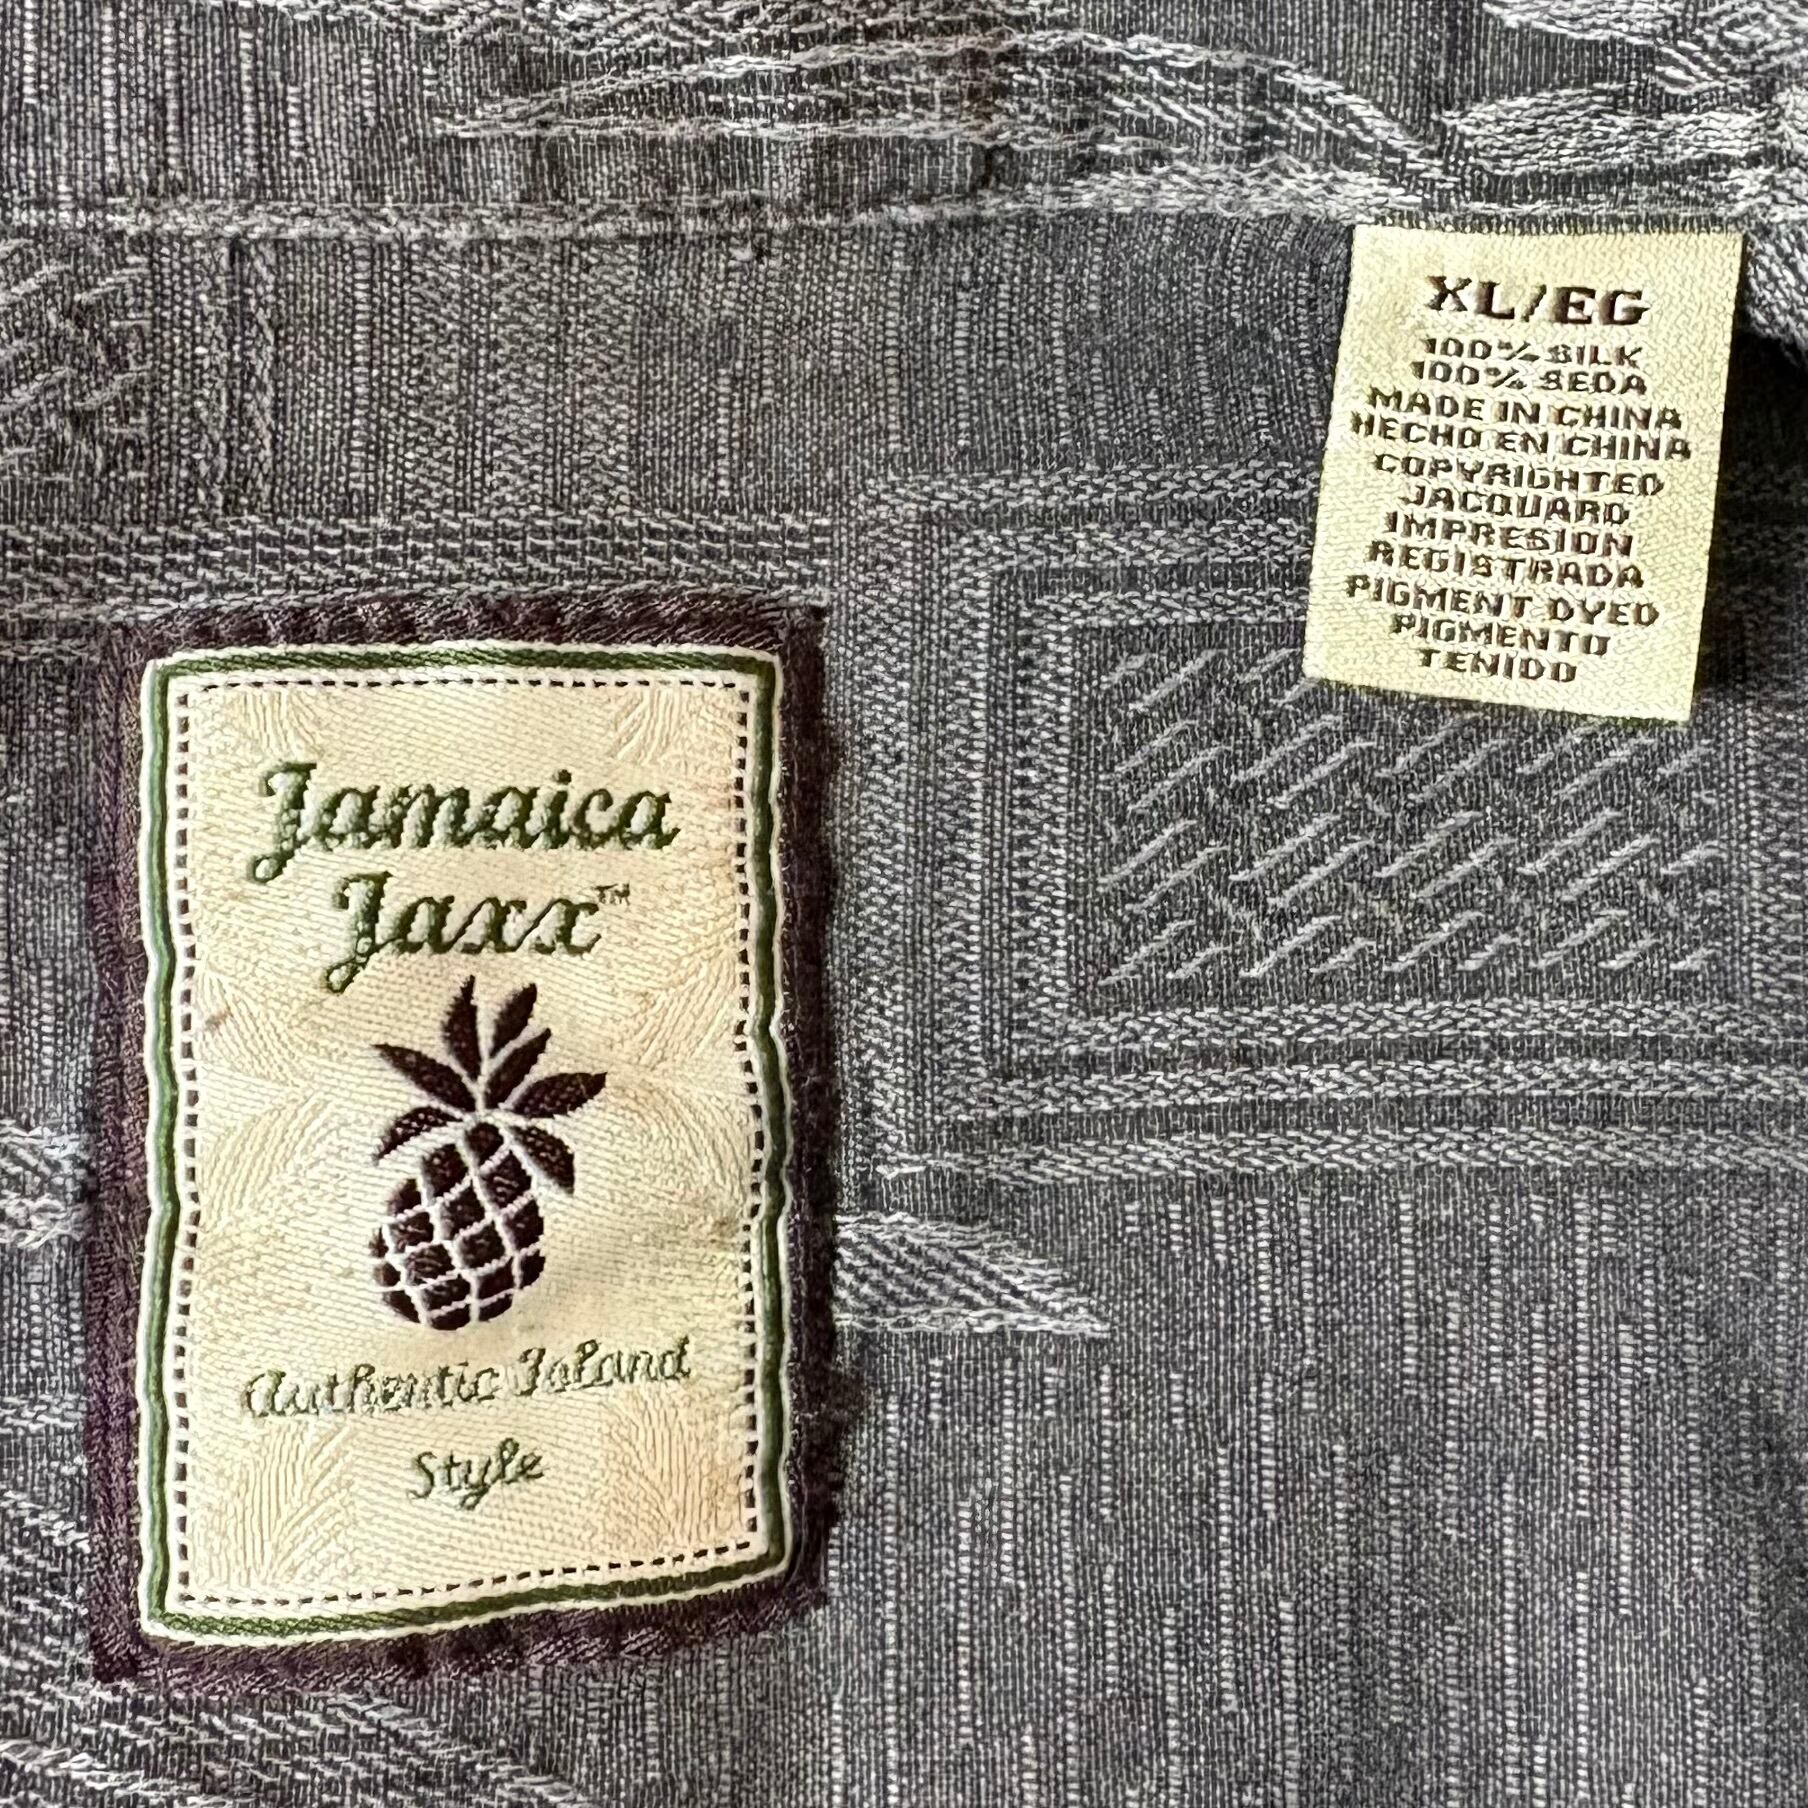 Jamaica
Jaxx™
Authentic Island
Style
XL/EG
100% SILK
100% SEDA
MADE IN CHINA
HECHO EN CHINA
COPYRIGHTED
JACQUARD
IMPRESION
REGISTRADA
PIGMENT DYED
PIGMENTO
TENIDO